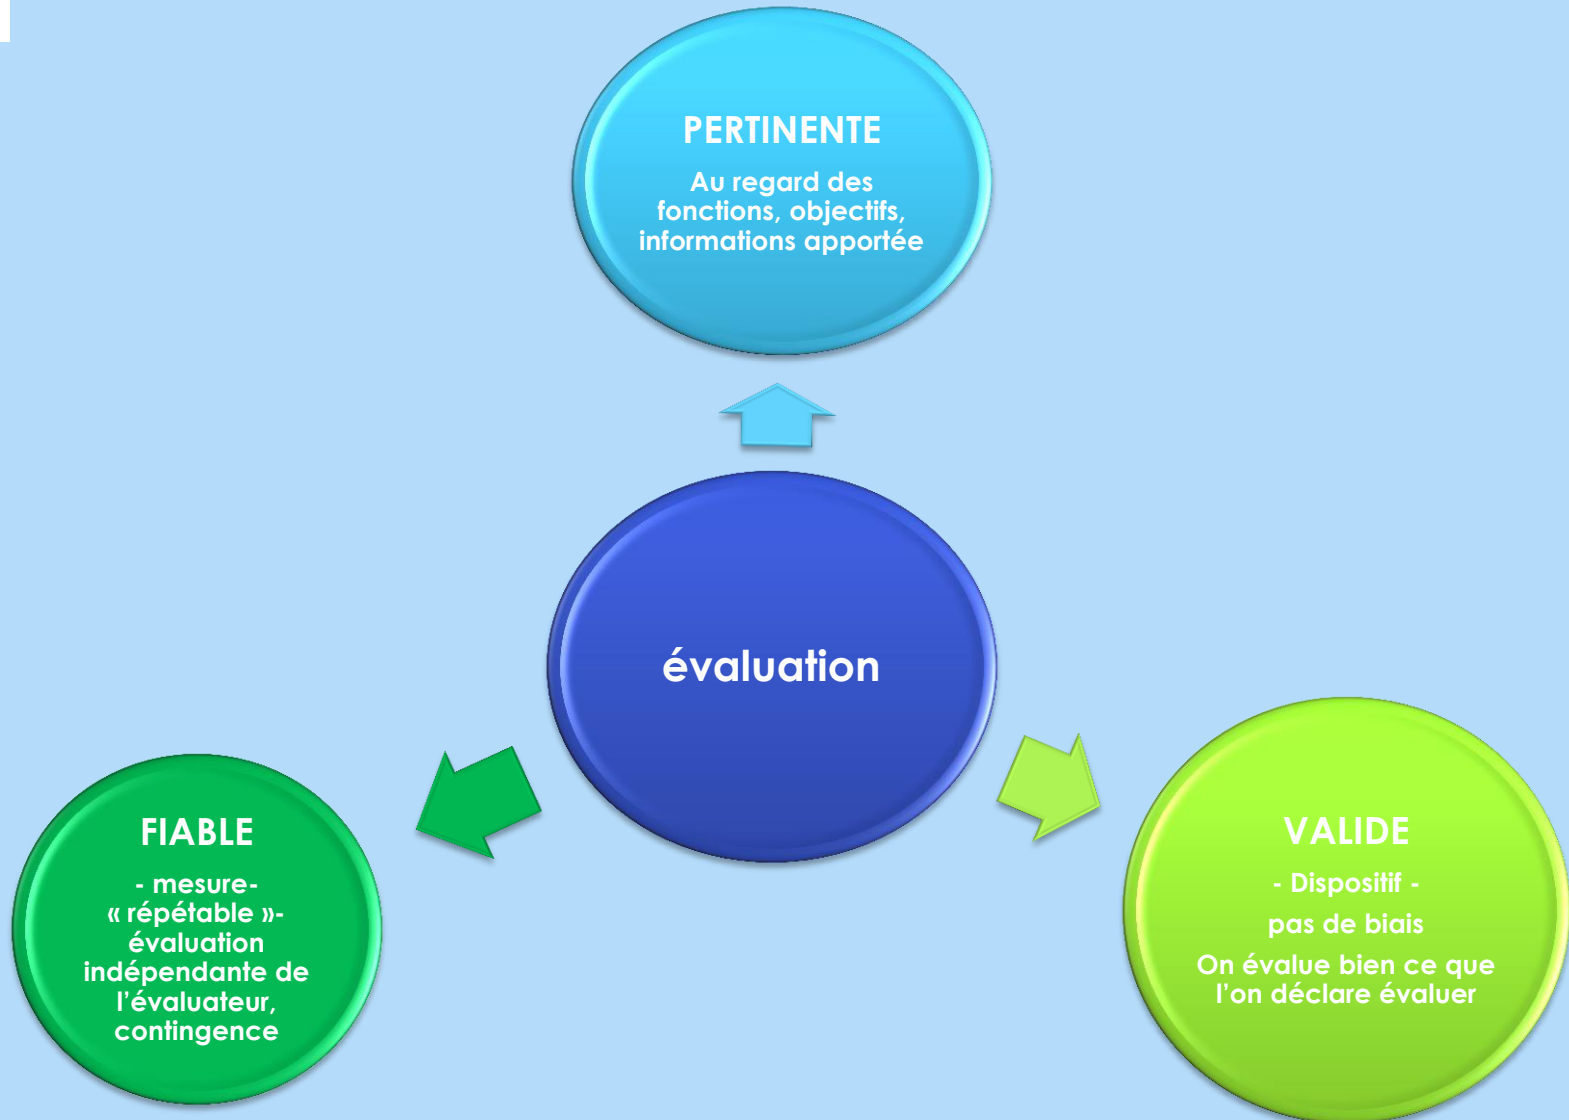 PERTINENTE
Au regard des
fonctions, objectifs,
informations apportée
évaluation
FIABLE
- mesure-
« répétable »-
évaluation
indépendante de
l'évaluateur,
contingence
VALIDE
- Dispositif -
pas de biais
On évalue bien ce que
l'on déclare évaluer